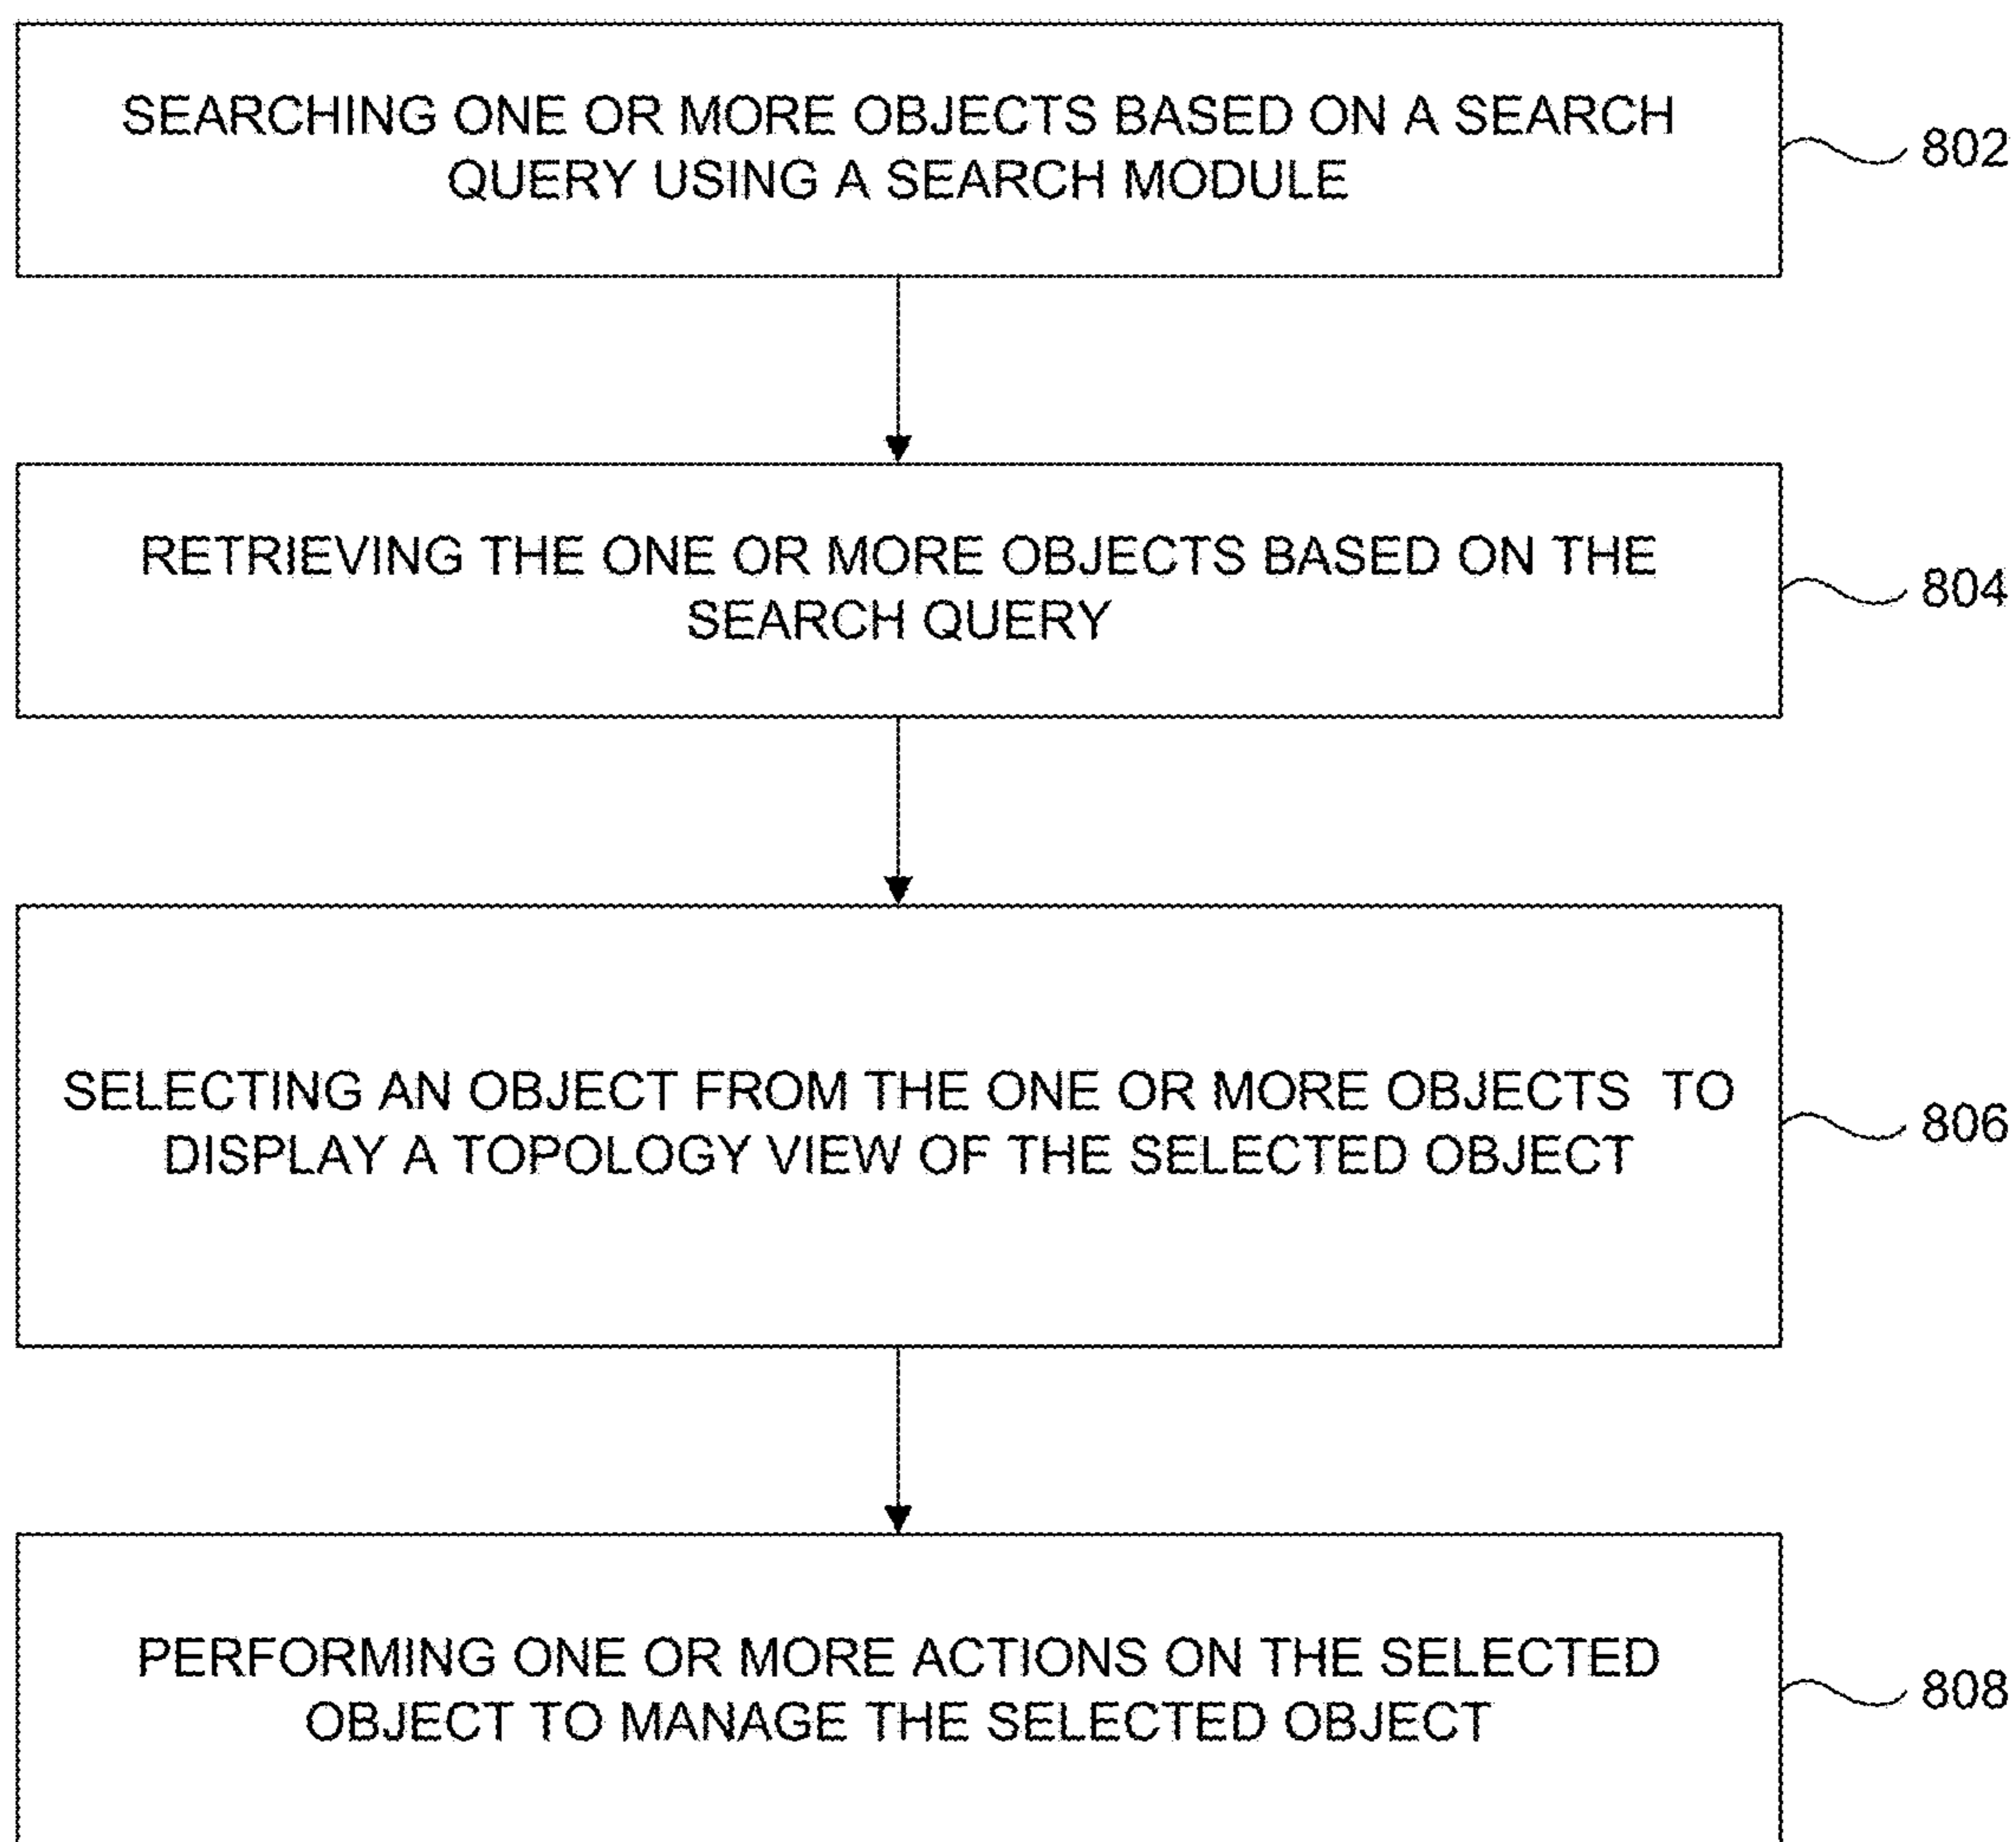 SEARCHING ONE OR MORE OBJECTS BASED ON A SEARCH
QUERY USING A SEARCH MODULE
802
RETRIEVING THE ONE OR MORE OBJECTS BASED ON THE
SEARCH QUERY
804
SELECTING AN OBJECT FROM THE ONE OR MORE OBJECTS TO
DISPLAY A TOPOLOGY VIEW OF THE SELECTED OBJECT
806
PERFORMING ONE OR MORE ACTIONS ON THE SELECTED
OBJECT TO MANAGE THE SELECTED OBJECT
808